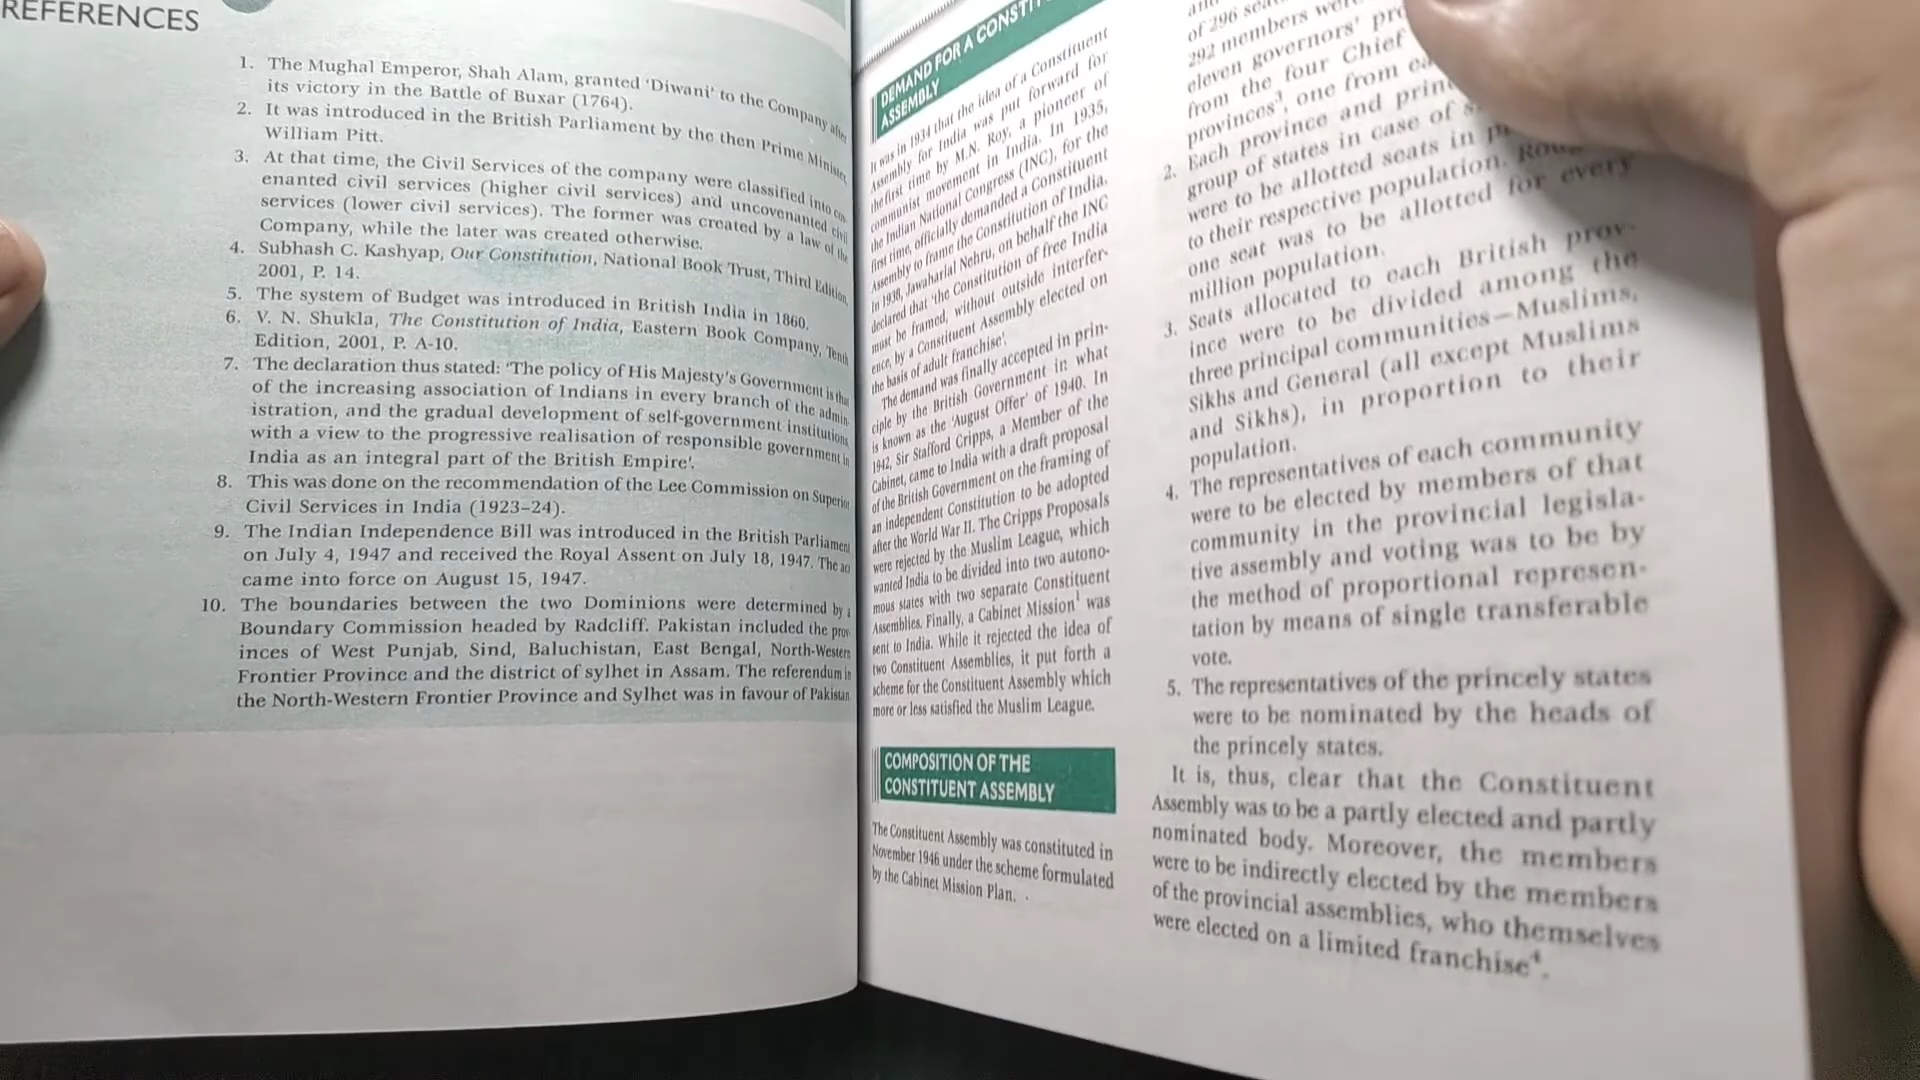 REFERENCES
1. The Mughal Emperor, Shah Alam, granted 'Diwani' to the Company after
its victory in the Battle of Buxar (1764).
2. It was introduced in the British Parliament by the then Prime Minister,
William Pitt.
3. At that time, the Civil Services of the company were classified into cov-
enanted civil services (higher civil services) and uncovenanted civil
services (lower civil services). The former was created by a law of the
Company, while the later was created otherwise.
4. Subhash C. Kashyap, Our Constitution, National Book Trust, Third Edition,
2001, P. 14.
5. The system of Budget was introduced in British India in 1860.
6. V. N. Shukla, The Constitution of India, Eastern Book Company, Tenth
Edition, 2001, P. A-10.
7. The declaration thus stated: 'The policy of His Majesty's Government is that
of the increasing association of Indians in every branch of the admin-
istration, and the gradual development of self-government institutions
with a view to the progressive realisation of responsible government in
India as an integral part of the British Empire'.
8. This was done on the recommendation of the Lee Commission on Superior
Civil Services in India (1923–24).
9. The Indian Independence Bill was introduced in the British Parliament
on July 4, 1947 and received the Royal Assent on July 18, 1947. The act
came into force on August 15, 1947.
10. The boundaries between the two Dominions were determined by a
Boundary Commission headed by Radcliff. Pakistan included the prov-
inces of West Punjab, Sind, Baluchistan, East Bengal, North-Western
Frontier Province and the district of sylhet in Assam. The referendum in
the North-Western Frontier Province and Sylhet was in favour of Pakistan.
DEMAND FOR A
ASSEMBLY
It was in 1934 that the idea of a Constituent
Assembly for India was put forward for
the first time by M.N. Roy, a pioneer of
communist movement in India. In 1935,
the Indian National Congress (INC), for the
first time, officially demanded a Constituent
Assembly to frame the Constitution of India.
In 1938, Jawaharlal Nehru, on behalf the INC
declared that 'the Constitution of free India
must be framed, without outside interfer-
ence, by a Constituent Assembly elected on
the basis of adult franchise'.
The demand was finally accepted in prin-
ciple by the British Government in what
is known as the 'August Offer' of 1940. In
1942, Sir Stafford Cripps, a Member of the
Cabinet, came to India with a draft proposal
of the British Government on the framing of
an independent Constitution to be adopted
after the World War II. The Cripps Proposals
were rejected by the Muslim League, which
wanted India to be divided into two autono-
mous states with two separate Constituent
Assemblies. Finally, a Cabinet Mission1 was
sent to India. While it rejected the idea of
two Constituent Assemblies, it put forth a
scheme for the Constituent Assembly which
more or less satisfied the Muslim League.
COMPOSITION OF THE
CONSTITUENT ASSEMBLY
The Constituent Assembly was constituted in
November 1946 under the scheme formulated
by the Cabinet Mission Plan.
of 296
292 members were
eleven governors'
from the four Chief
provinces3, one from
2. Each province and
group of states in case of
were to be allotted seats in
to their respective population.
one seat was to be allotted for every
million population.
3. Seats allocated to each British prov-
ince were to be divided among the
three principal communities—Muslims,
Sikhs and General (all except Muslims
and Sikhs), in proportion to their
population.
4. The representatives of each community
were to be elected by members of that
community in the provincial legisla-
tive assembly and voting was to be by
the method of proportional represen-
tation by means of single transferable
vote.
5. The representatives of the princely states
were to be nominated by the heads of
the princely states.
It is, thus, clear that the Constituent
Assembly was to be a partly elected and partly
nominated body. Moreover, the members
were to be indirectly elected by the members
of the provincial assemblies, who themselves
were elected on a limited franchise4.